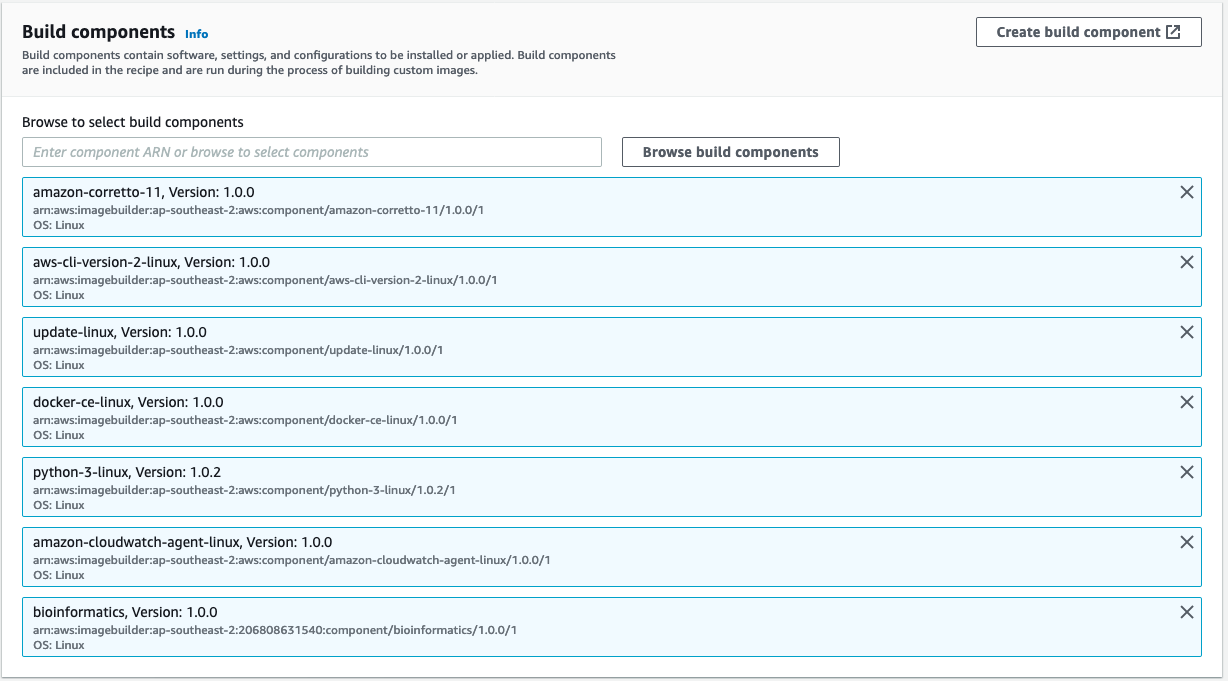 Build components Info
Create build component
Build components contain software, settings, and configurations to be installed or applied. Build components
are included in the recipe and are run during the process of building custom images.
Browse to select build components
Enter component ARN or browse to select components
Browse build components
amazon-corretto-11, Version: 1.0.0
arn:aws:imagebuilder:ap-southeast-2:aws:component/amazon-corretto-11/1.0.0/1
OS: Linux
aws-cli-version-2-linux, Version: 1.0.0
arn:aws:imagebuilder:ap-southeast-2:aws:component/aws-cli-version-2-linux/1.0.0/1
OS: Linux
update-linux, Version: 1.0.0
arn:aws:imagebuilder:ap-southeast-2:aws:component/update-linux/1.0.0/1
OS: Linux
docker-ce-linux, Version: 1.0.0
arn:aws:imagebuilder:ap-southeast-2:aws:component/docker-ce-linux/1.0.0/1
OS: Linux
python-3-linux, Version: 1.0.2
arn:aws:imagebuilder:ap-southeast-2:aws:component/python-3-linux/1.0.2/1
OS: Linux
amazon-cloudwatch-agent-linux, Version: 1.0.0
arn:aws:imagebuilder:ap-southeast-2:aws:component/amazon-cloudwatch-agent-linux/1.0.0/1
OS: Linux
bioinformatics, Version: 1.0.0
arn:aws:imagebuilder:ap-southeast-2:206808631540:component/bioinformatics/1.0.0/1
OS: Linux